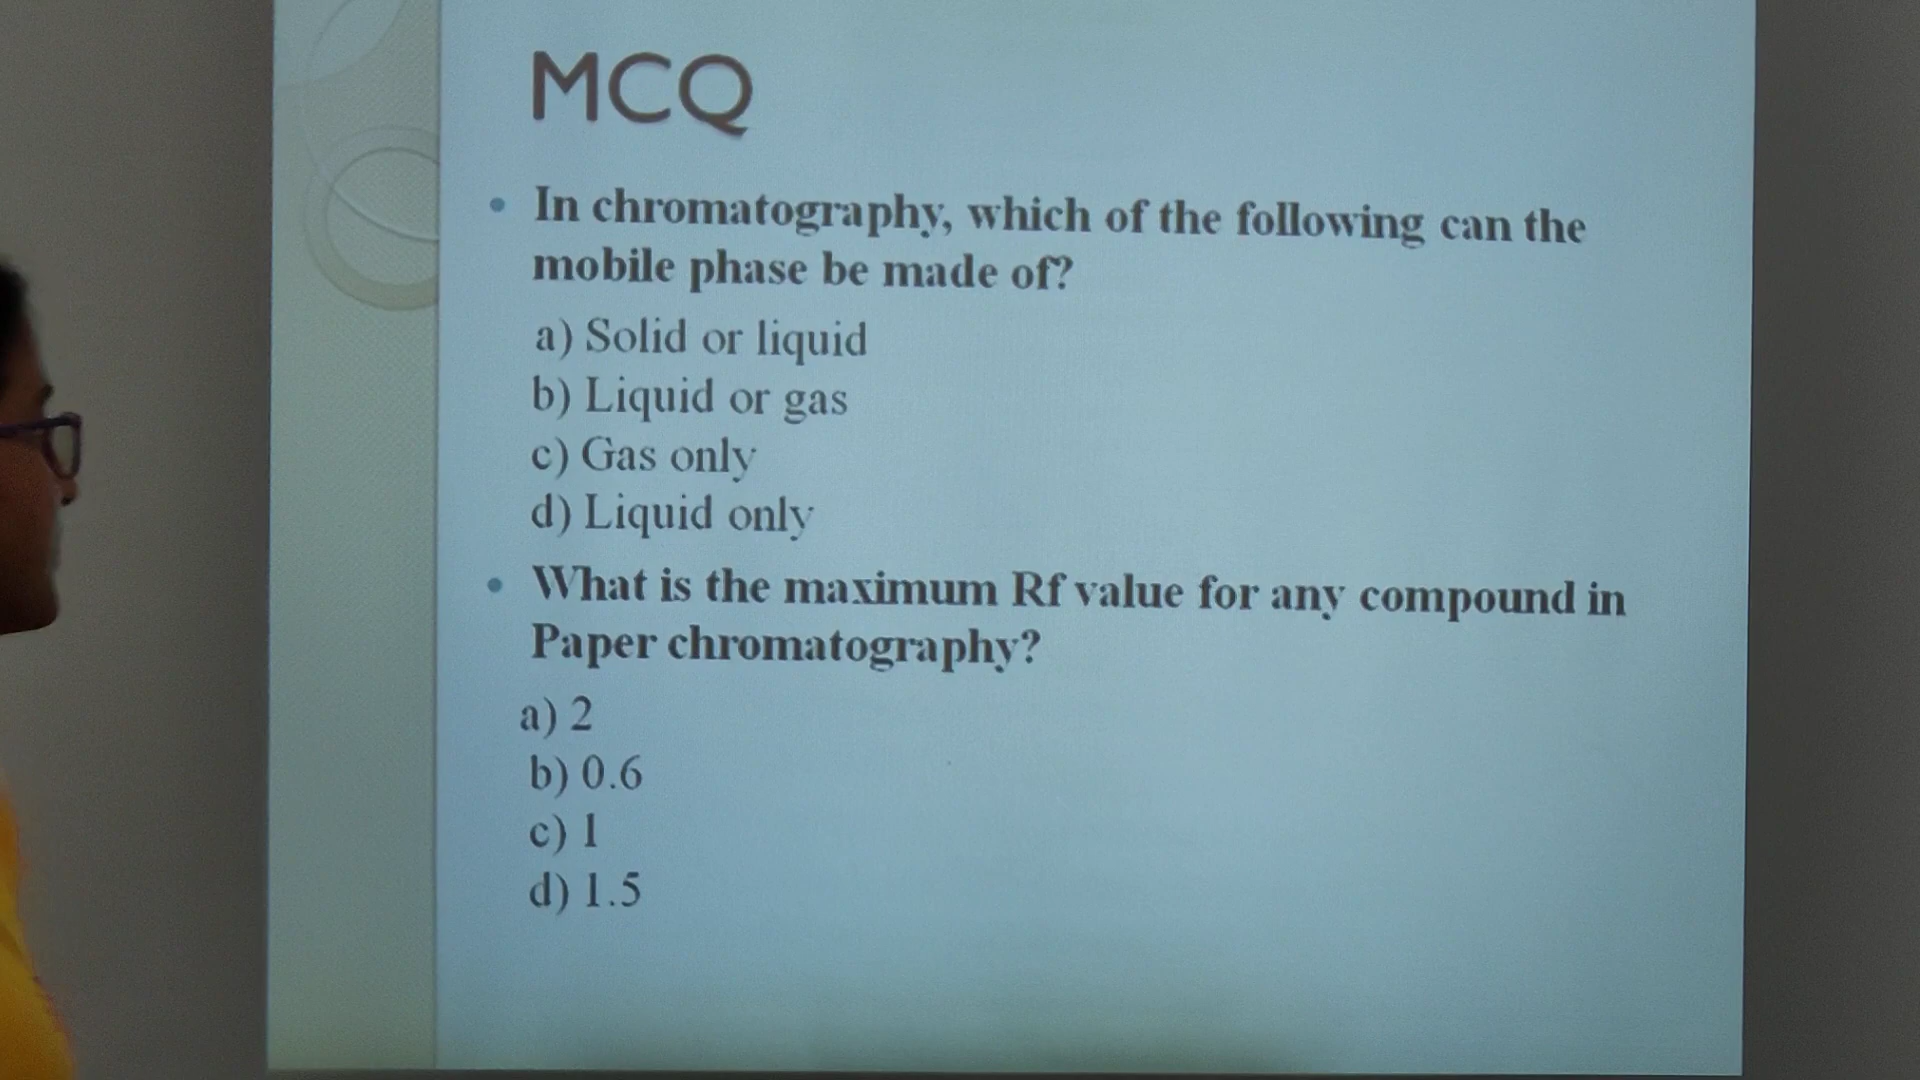 MCQ
• In chromatography, which of the following can the
mobile phase be made of?
a) Solid or liquid
b) Liquid or gas
c) Gas only
d) Liquid only
• What is the maximum Rf value for any compound in
Paper chromatography?
a) 2
b) 0.6
c) 1
d) 1.5